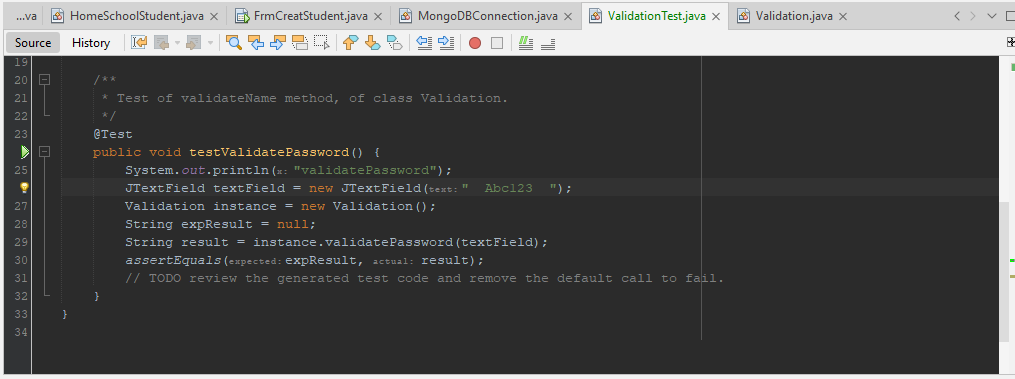 ...va HomeSchoolStudent.java FrmCreatStudent.java MongoDBConnection.java ValidationTest.java Validation.java
Source History
19
20 /**
21 * Test of validateName method, of class Validation.
22 */
23 @Test
public void testValidatePassword() {
25 System.out.println(x: "validatePassword");
JTextField textField = new JTextField(text: "  Abc123  ");
27 Validation instance = new Validation();
28 String expResult = null;
29 String result = instance.validatePassword(textField);
30 assertEquals(expected: expResult, actual: result);
31 // TODO review the generated test code and remove the default call to fail.
32 }
33 }
34